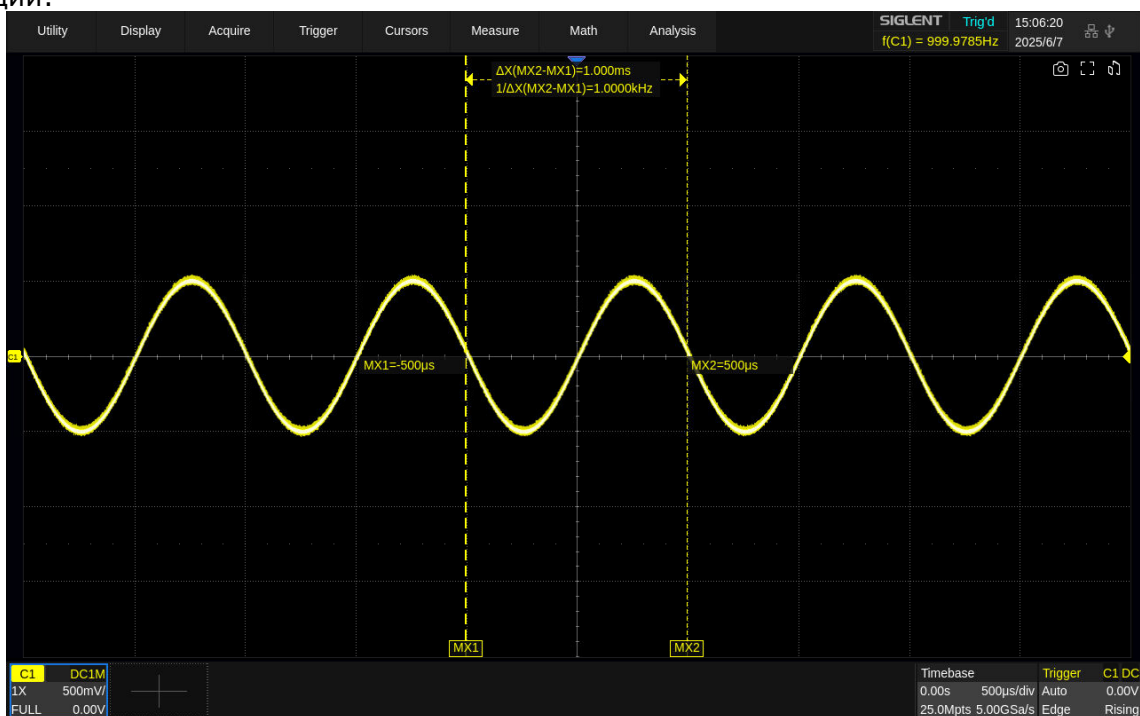 ции.
Utility Display Acquire Trigger Cursors Measure Math Analysis
SIGLENT Trig'd 15:06:20
f(C1) = 999.9785Hz 2025/6/7
ΔX(MX2-MX1)=1.000ms
1/ΔX(MX2-MX1)=1.0000kHz
C1
MX1=-500µs MX2=500µs
MX1 MX2
C1 DC1M
1X 500mV/
FULL 0.00V
Timebase
0.00s 500µs/div
25.0Mpts 5.00GSa/s
Trigger C1 DC
Auto 0.00V
Edge Rising